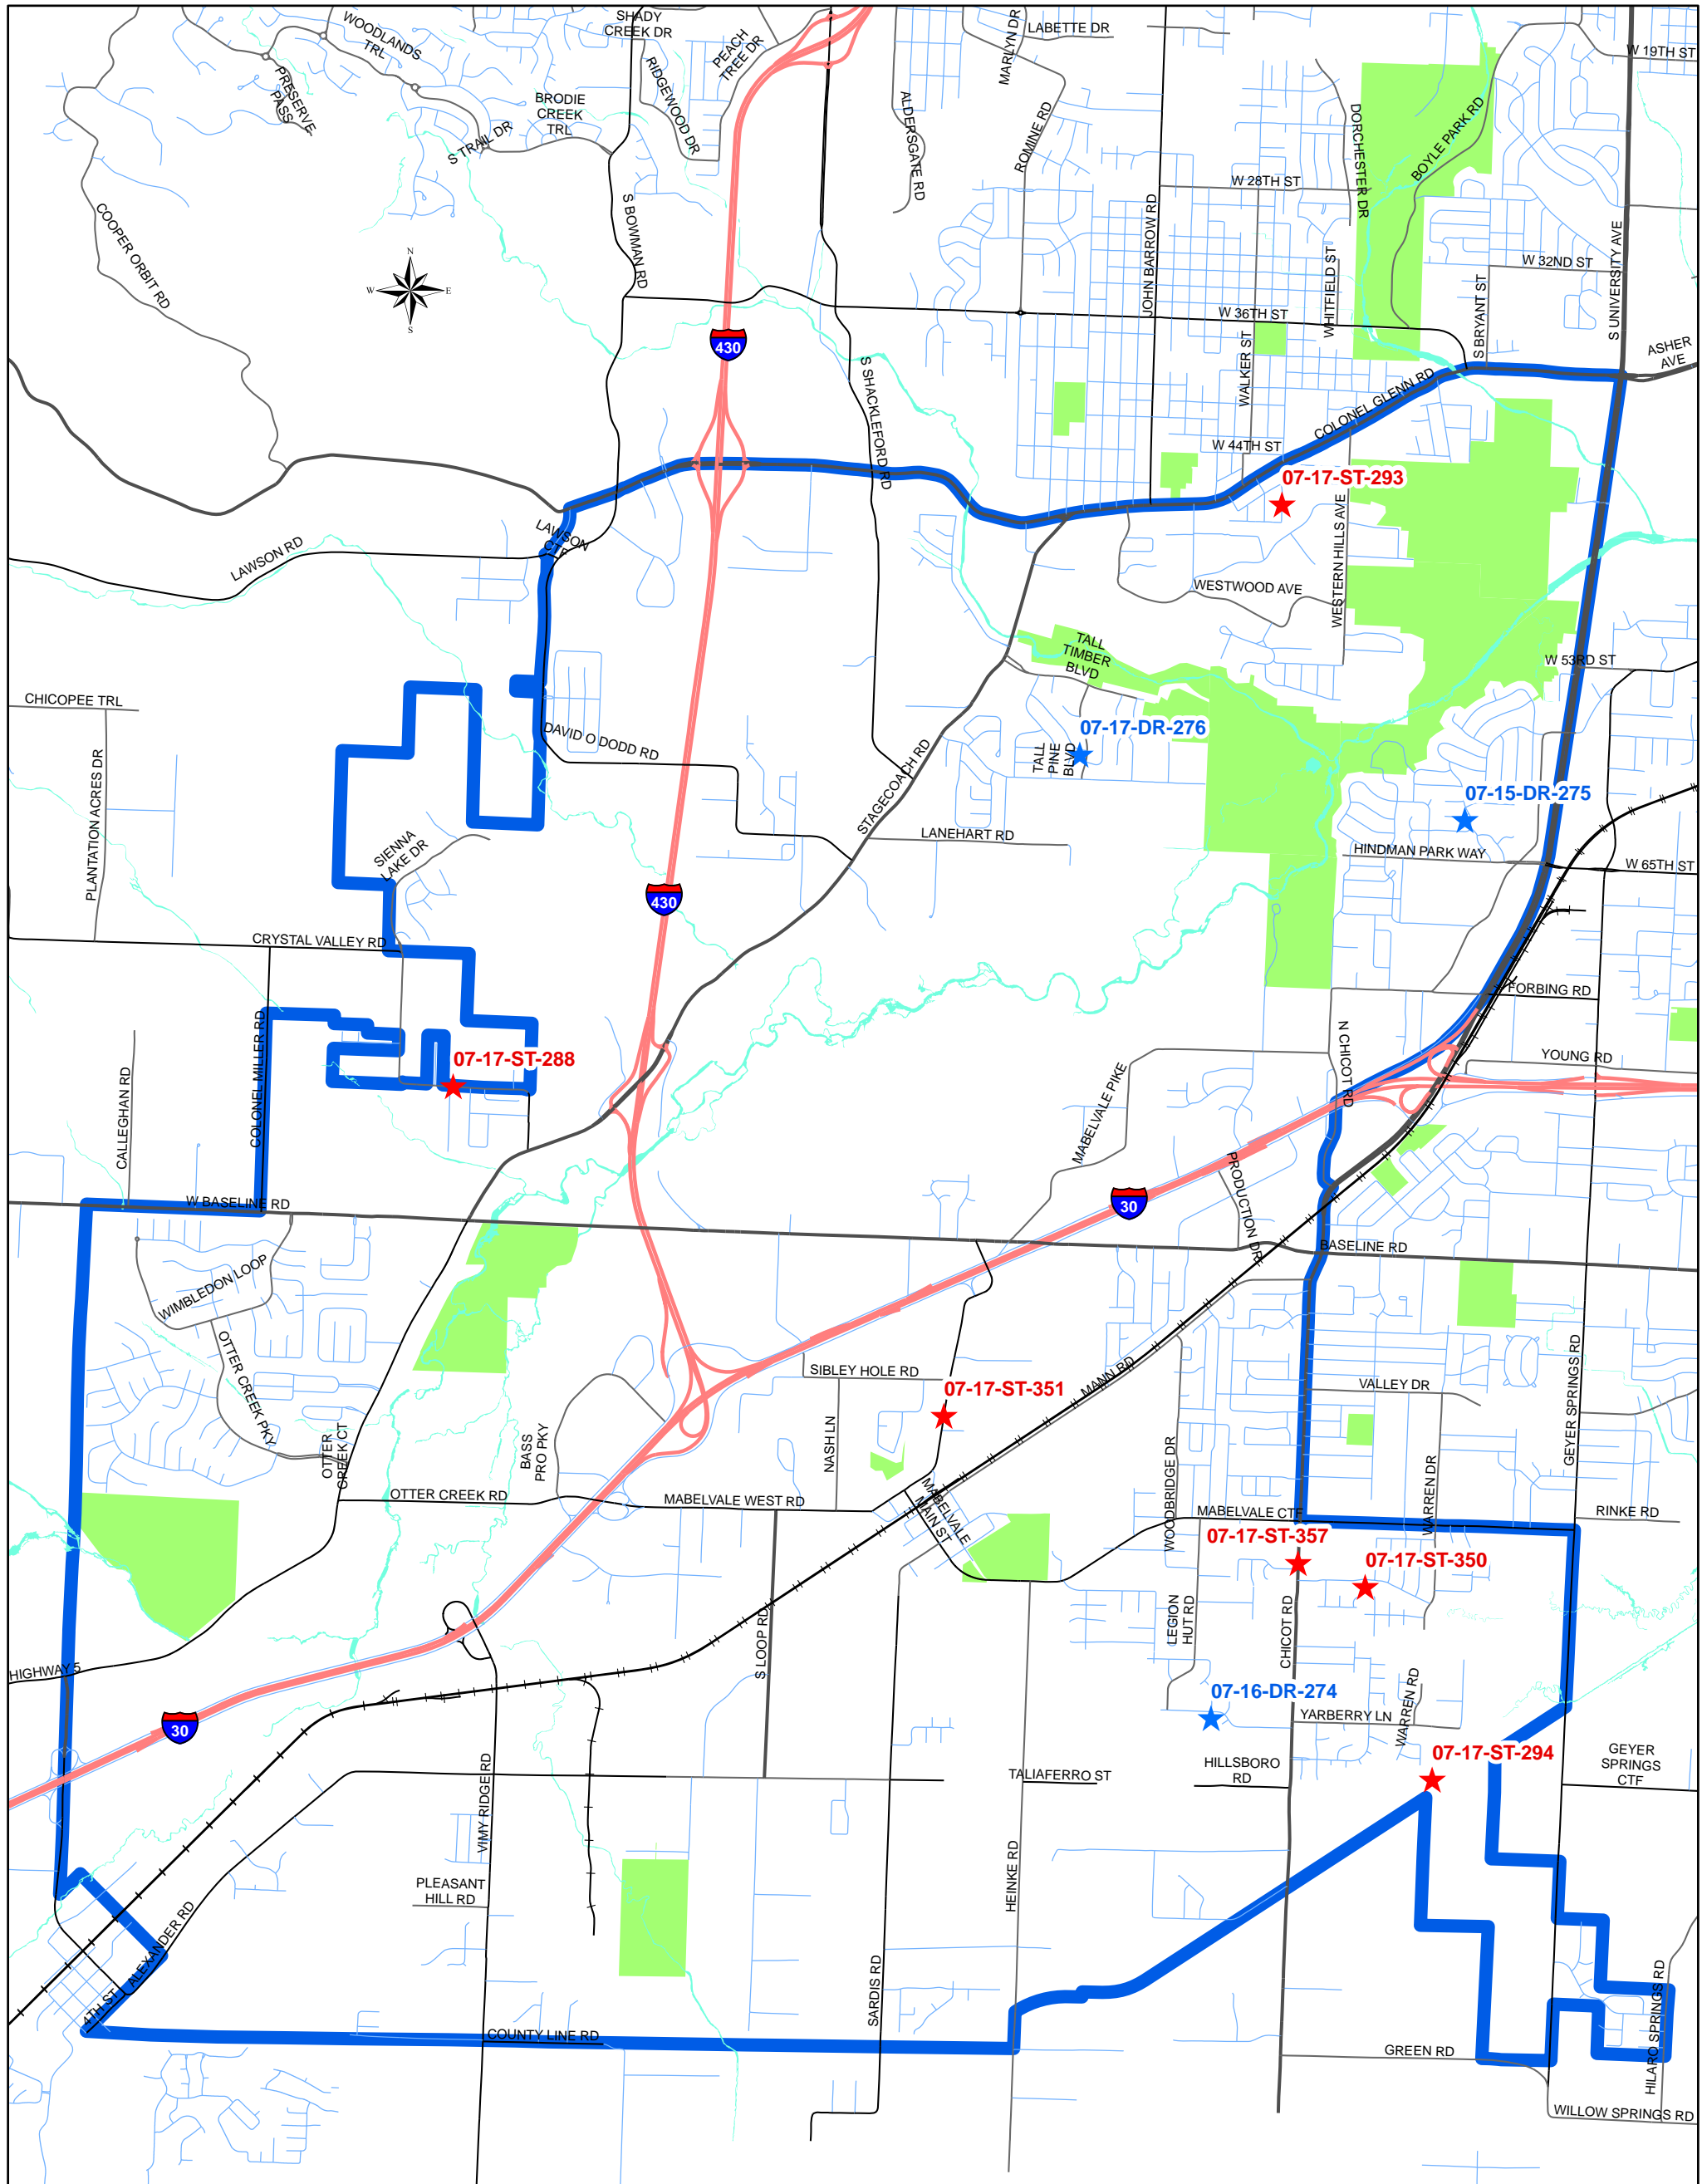 WOODLANDS
TRL
SHADY
CREEK DR
PEACH
TREE DR
MARLYN DR
LABETTE DR
W 19TH ST
PRESERVE
PASS
RIDGEWOOD DR
BRODIE
CREEK
TRL
S TRAIL DR
ALDERSGATE RD
ROMINE RD
DORCHESTER DR
BOYLE PARK RD
W 28TH ST
COOPER ORBIT RD
S BOWMAN RD
JOHN BARROW RD
WHITFIELD ST
S BRYANT ST
W 32ND ST
S UNIVERSITY AVE
N
W
E
S
W 36TH ST
430
WALKER ST
ASHER
AVE
S SHACKLEFORD RD
COLONEL GLENN RD
W 44TH ST
07-17-ST-293
LAWSON RD
LAWSON
WESTERN HILLS AVE
WESTWOOD AVE
TALL
TIMBER
BLVD
W 53RD ST
CHICOPEE TRL
DAVID O DODD RD
07-17-DR-276
TALL
PINE
BLVD
PLANTATION ACRES DR
STAGECOACH RD
07-15-DR-275
LANEHART RD
SIENNA
LAKE DR
HINDMAN PARK WAY
W 65TH ST
430
CRYSTAL VALLEY RD
FORBING RD
COLONEL MILLER RD
N CHICOT RD
YOUNG RD
07-17-ST-288
CALLEGHAN RD
MABELVALE PIKE
PRODUCTION DR
W BASELINE RD
30
BASELINE RD
WIMBLEDON LOOP
OTTER CREEK PKY
GEYER SPRINGS RD
SIBLEY HOLE RD
MANN RD
VALLEY DR
07-17-ST-351
OTTER
CREEK CT
BASS
PRO PKY
NASH LN
WOODBRIDGE DR
WARREN DR
OTTER CREEK RD
MABELVALE WEST RD
MABELVALE
MAIN ST
MABELVALE CTF
RINKE RD
07-17-ST-357
07-17-ST-350
LEGION
HUT RD
CHICOT RD
S LOOP RD
HIGHWAY 5
07-16-DR-274
WARREN RD
YARBERRY LN
30
07-17-ST-294
GEYER
SPRINGS
CTF
VIMY RIDGE RD
TALIAFERRO ST
HILLSBORO
RD
HEINKE RD
PLEASANT
HILL RD
ALEXANDER RD
SARDIS RD
4TH ST
HILARO SPRINGS RD
COUNTY LINE RD
GREEN RD
WILLOW SPRINGS RD